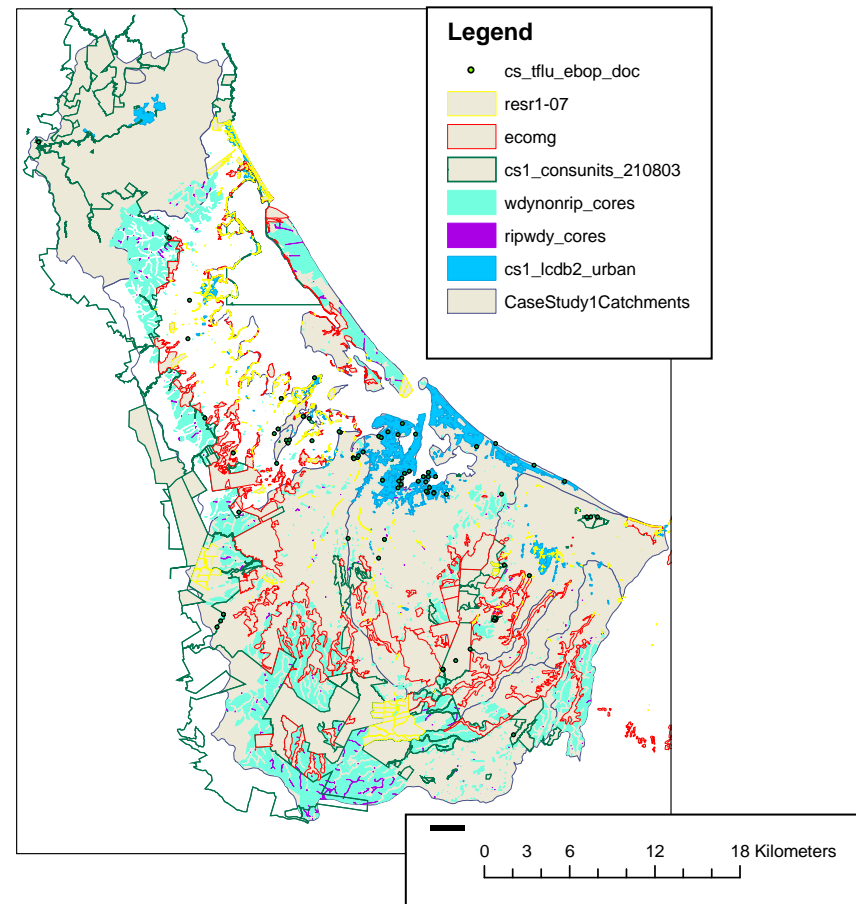 Legend
cs_tflu_ebop_doc
resr1-07
ecomg
cs1_consunits_210803
wdynonrip_cores
ripwdy_cores
cs1_lcdb2_urban
CaseStudy1Catchments
0 3 6 12 18 Kilometers